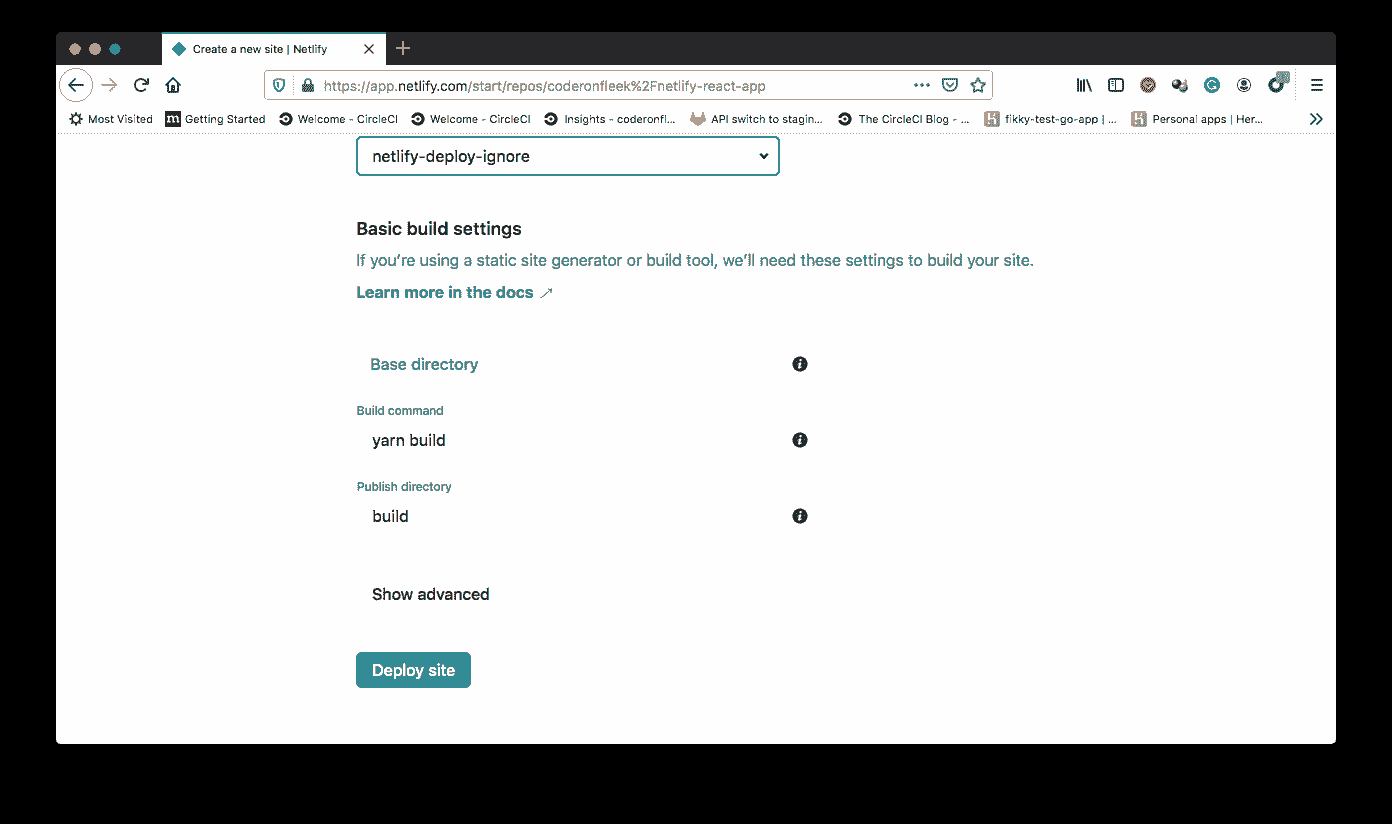 Create a new site | Netlify
https://app.netlify.com/start/repos/coderonfleek%2Fnetlify-react-app
Most Visited Getting Started Welcome - CircleCI Welcome - CircleCI Insights - coderonfl... API switch to stagin... The CircleCI Blog - ... fikky-test-go-app | ... Personal apps | Her...
netlify-deploy-ignore
Basic build settings
If you’re using a static site generator or build tool, we’ll need these settings to build your site.
Learn more in the docs
Base directory
Build command
yarn build
Publish directory
build
Show advanced
Deploy site